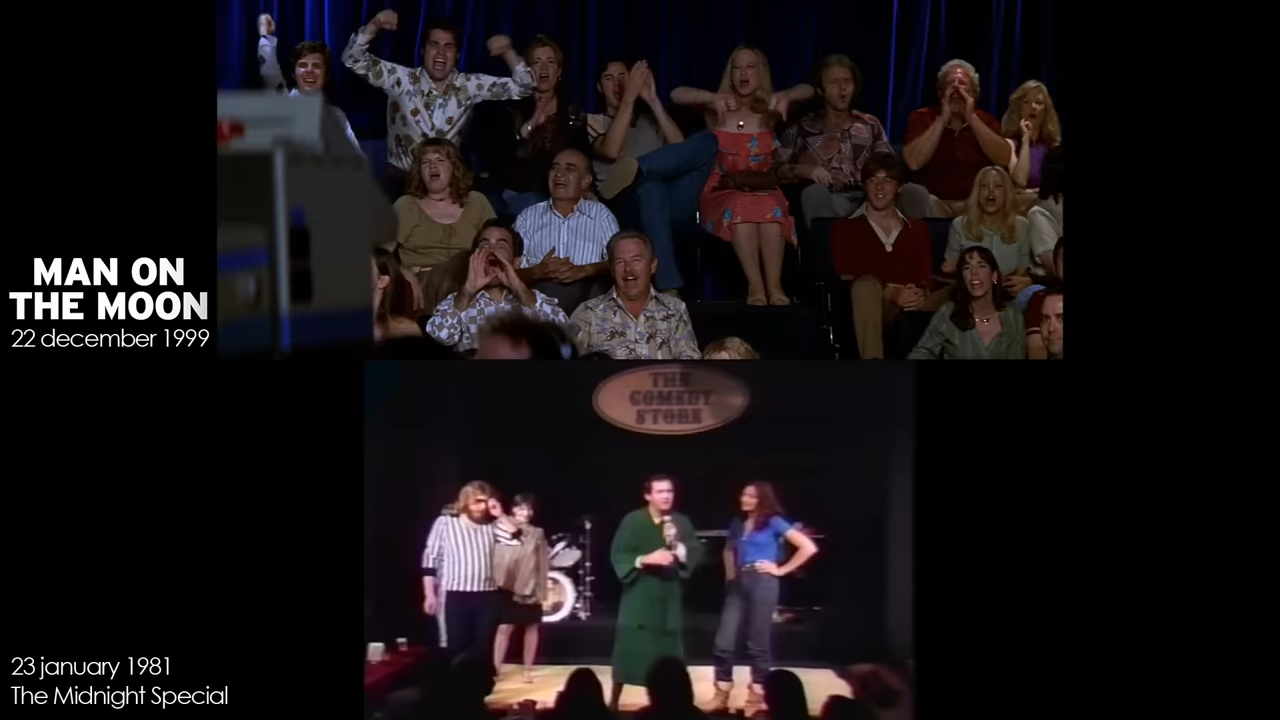 MAN ON
THE MOON
22 december 1999
THE
COMEDY
STORE
23 january 1981
The Midnight Special